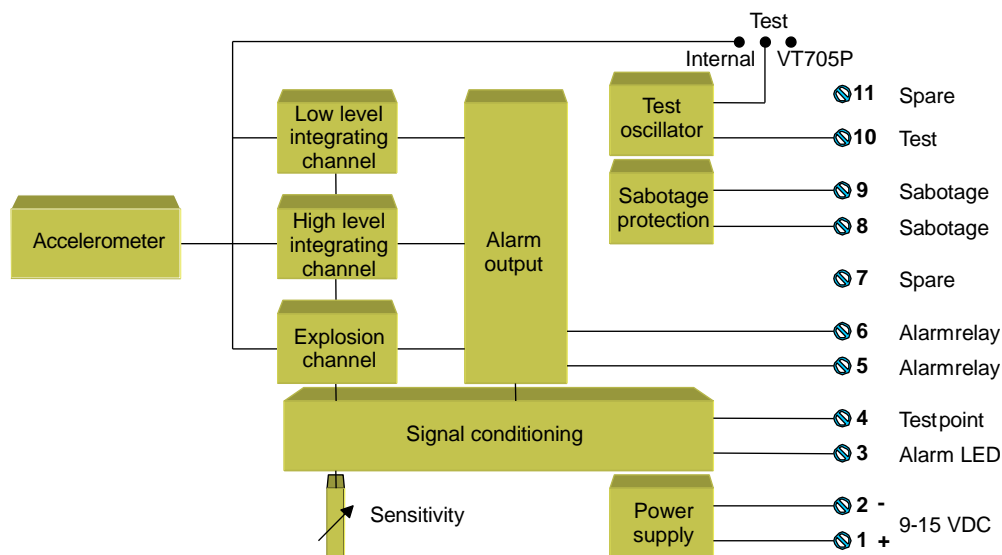 Test
Internal VT705P
Low level
integrating
channel
Test
oscillator
11 Spare
10 Test
Accelerometer
High level
integrating
channel
Alarm
output
Sabotage
protection
9 Sabotage
8 Sabotage
7 Spare
Explosion
channel
6 Alarmrelay
5 Alarmrelay
Signal conditioning
4 Testpoint
3 Alarm LED
Sensitivity
Power
supply
2 -
9-15 VDC
1 +